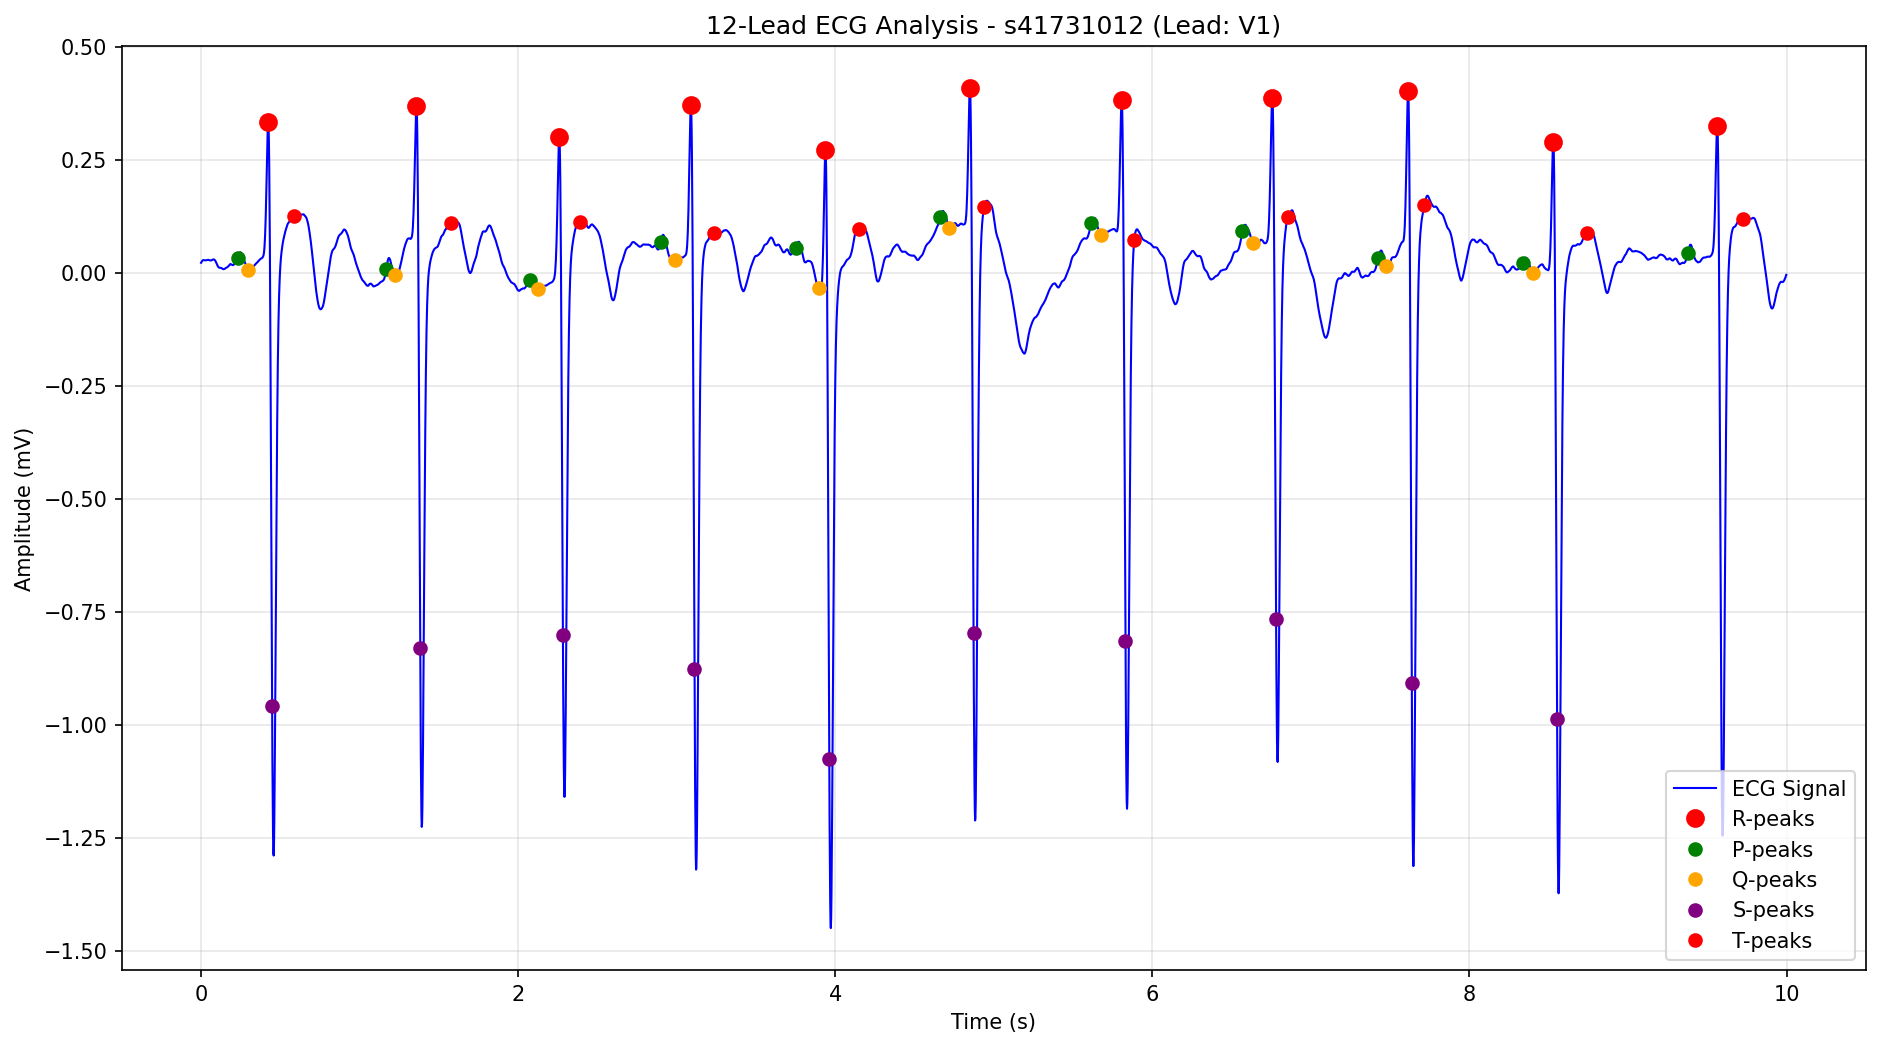 12-Lead ECG Analysis - s41731012 (Lead: V1)
Amplitude (mV)
0.50
0.25
0.00
−0.25
−0.50
−0.75
−1.00
−1.25
−1.50
0 2 4 6 8 10
Time (s)
ECG Signal
R-peaks
P-peaks
Q-peaks
S-peaks
T-peaks